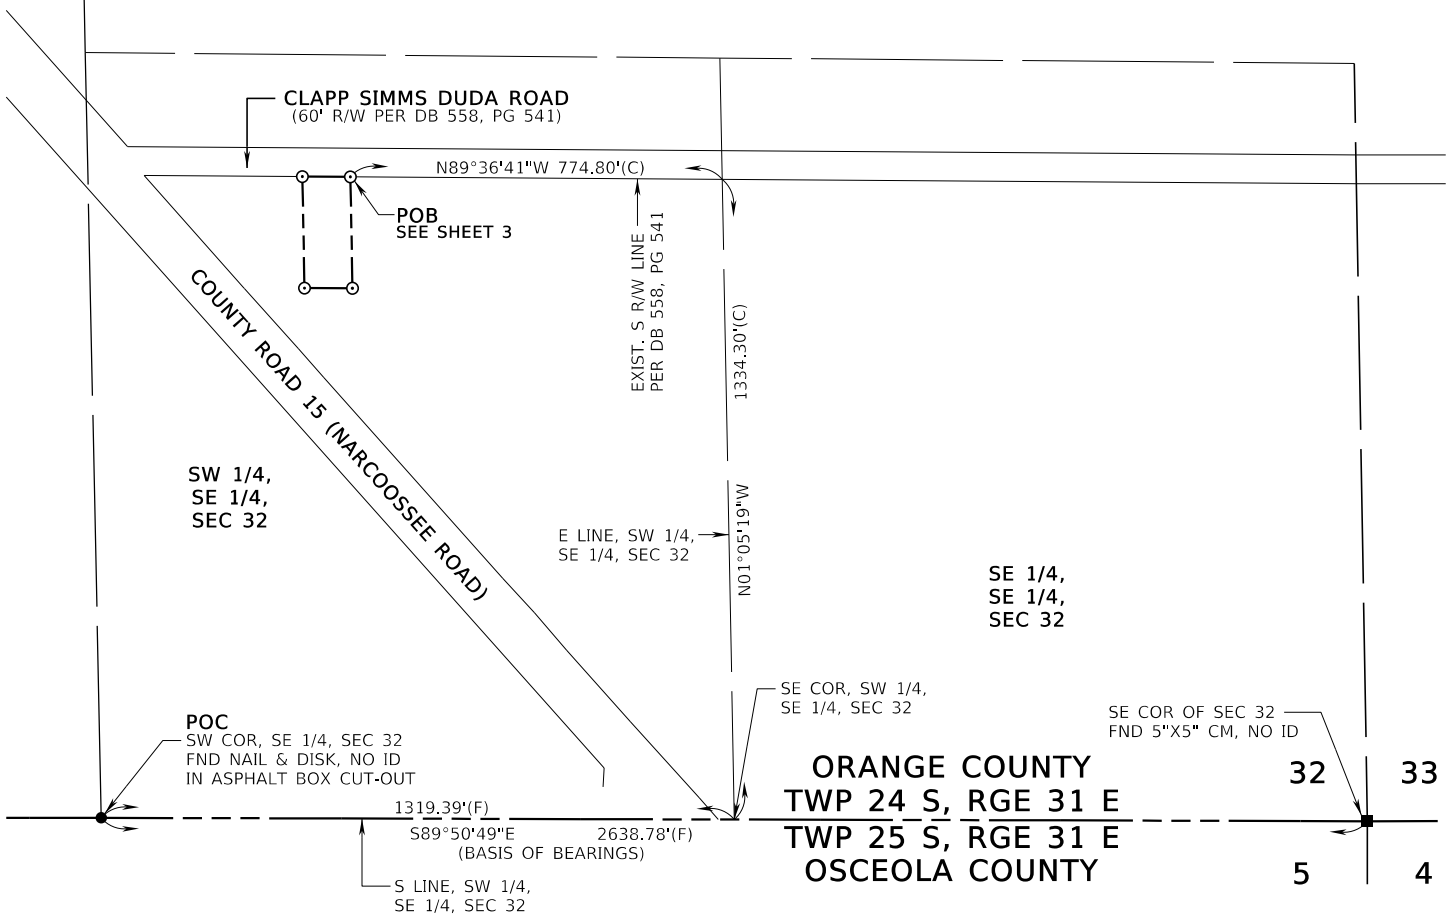 CLAPP SIMMS DUDA ROAD
(60' R/W PER DB 558, PG 541)
N89°36'41"W 774.80'(C)
POB
SEE SHEET 3
EXIST. S R/W LINE
PER DB 558, PG 541
1334.30'(C)
N01°05'19"W
COUNTY ROAD 15 (NARCOOSSEE ROAD)
SW 1/4,
SE 1/4,
SEC 32
E LINE, SW 1/4,
SE 1/4, SEC 32
SE 1/4,
SE 1/4,
SEC 32
SE COR, SW 1/4,
SE 1/4, SEC 32
SE COR OF SEC 32
FND 5"X5" CM, NO ID
POC
SW COR, SE 1/4, SEC 32
FND NAIL & DISK, NO ID
IN ASPHALT BOX CUT-OUT
ORANGE COUNTY
TWP 24 S, RGE 31 E
TWP 25 S, RGE 31 E
OSCEOLA COUNTY
32 33
5 4
1319.39'(F)
S89°50'49"E 2638.78'(F)
(BASIS OF BEARINGS)
S LINE, SW 1/4,
SE 1/4, SEC 32